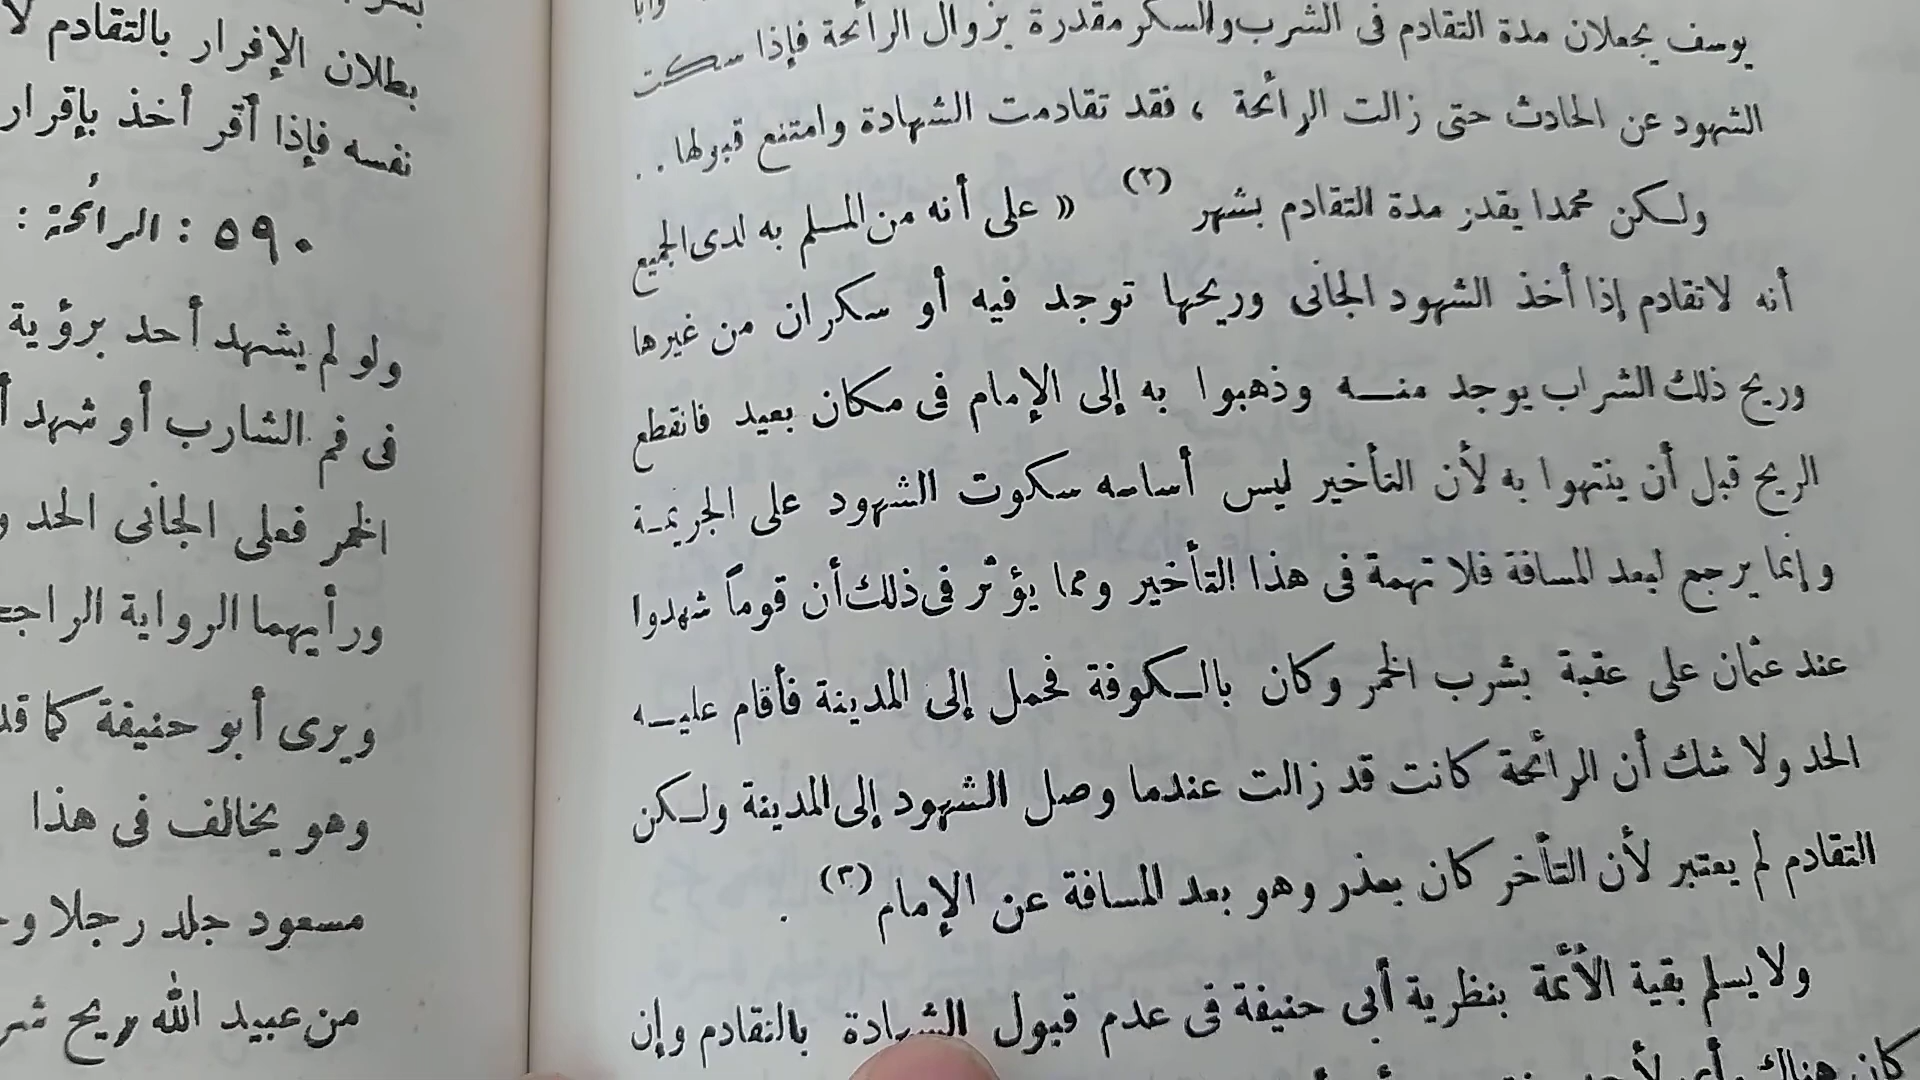 يوسف يجعلان مدة التقادم فى الشرب والسكر مقدرة بزوال الرائحة فإذا سكت
الشهود عن الحادث حتى زالت الرائحة ، فقد تقادمت الشهادة وامتنع قبولها . .
ولكن محمدا يقدر مدة التقادم بشهر (٢) « على أنه من المسلم به لدى الجميع
أنه لا تقادم إذا أخذ الشهود الجانى وريحها توجد فيه أو سكران من غيرها
وريح ذلك الشراب يوجد منه وذهبوا به إلى الإمام فى مكان بعيد فانقطع
الريح قبل أن ينتهوا به لأن التأخير ليس أساسه سكوت الشهود على الجريمة
وإنما يرجع لبعد المسافة فلا تهمة فى هذا التأخير ومما يؤثر فى ذلك أن قوماً شهدوا
عند عثمان على عقبة بشرب الخمر وكان بالكوفة فحمل إلى المدينة فأقام عليه
الحد ولا شك أن الرائحة كانت قد زالت عندما وصل الشهود إلى المدينة ولكن
التقادم لم يعتبر لأن التأخر كان بعذر وهو بعد المسافة عن الإمام (٣) .
ولا يسلم بقية الأئمة بنظرية أبى حنيفة فى عدم قبول الشهادة بالتقادم وإن
كان هناك رأى لأحمد
بطلان الإقرار بالتقادم لا
نفسه فإذا أقر أخذ بإقرار
٥٩٠ : الرائحة :
ولو لم يشهد أحد برؤية
فى فم الشارب أو شهد
الخمر فعلى الجانى الحد و
ورأيهما الرواية
ويرى أبو حنيفة كما
وهو يخالف فى هذا
مسعود جلد رجلا و
من عبيد الله ريح